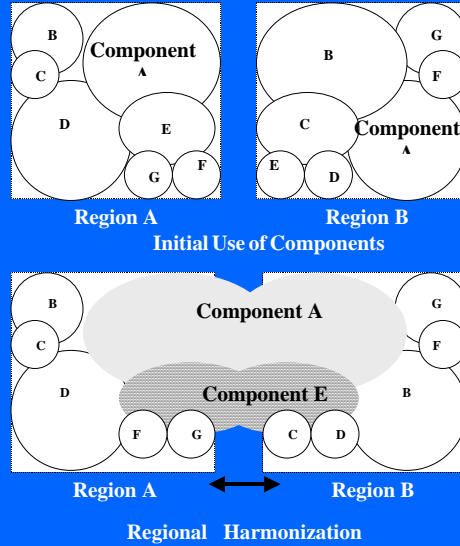 B
Component
A
C
D
E
G
F
Region A
B
G
F
C
Component
A
E
D
Region B
Initial Use of Components
B
C
D
F
G
Component A
Component E
G
F
B
C
D
Region A
Region B
Regional Harmonization